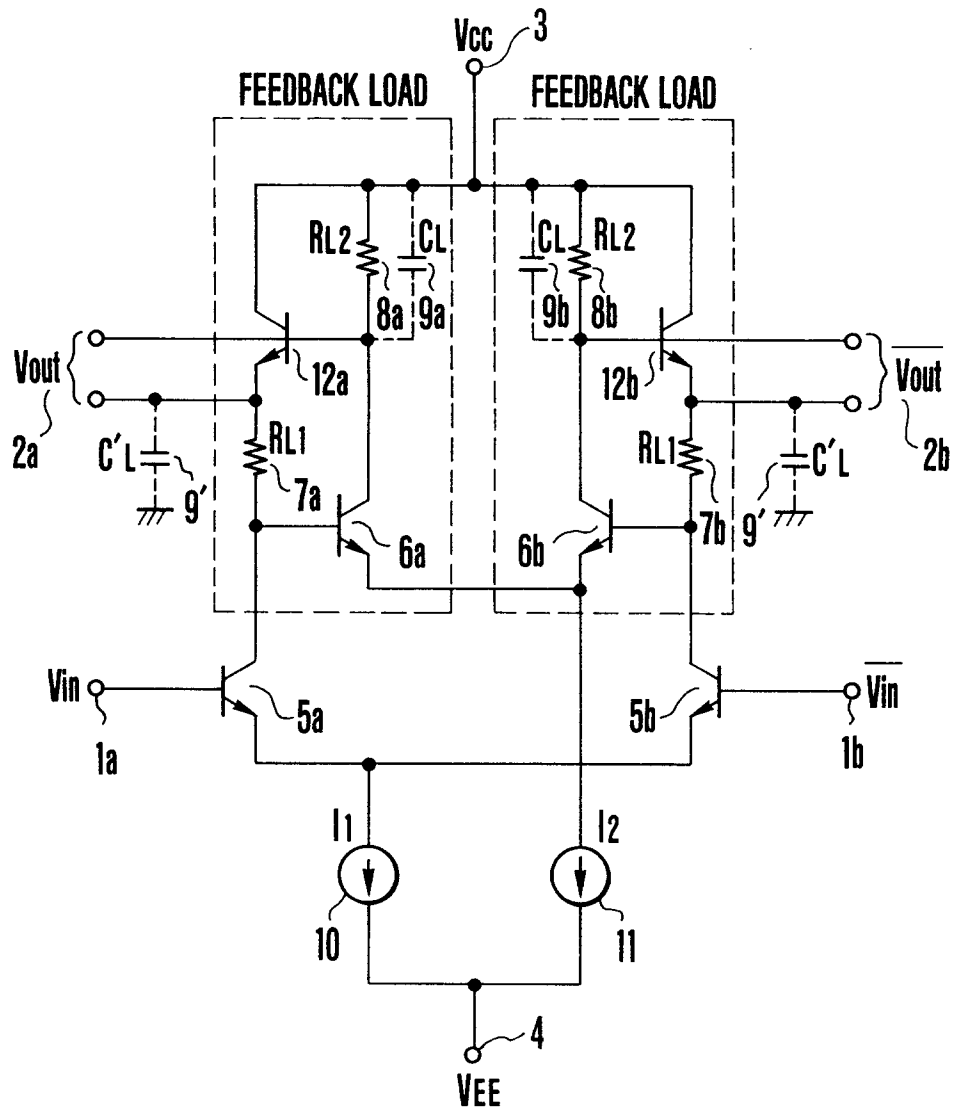 Vcc
3
FEEDBACK LOAD
FEEDBACK LOAD
RL2
CL
CL
RL2
8a
9a
9b
8b
Vout
12a
12b
Vout
2a
C'L
RL1
RL1
C'L
2b
9'
7a
7b
9'
6a
6b
Vin
5a
5b
Vin
1a
1b
I1
I2
10
11
4
VEE